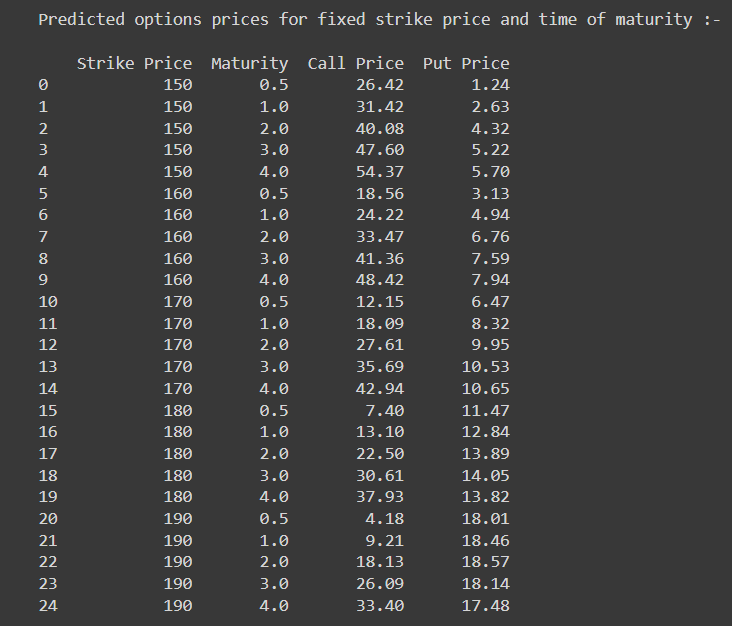 Predicted options prices for fixed strike price and time of maturity :-
Strike Price Maturity Call Price Put Price
0 150 0.5 26.42 1.24
1 150 1.0 31.42 2.63
2 150 2.0 40.08 4.32
3 150 3.0 47.60 5.22
4 150 4.0 54.37 5.70
5 160 0.5 18.56 3.13
6 160 1.0 24.22 4.94
7 160 2.0 33.47 6.76
8 160 3.0 41.36 7.59
9 160 4.0 48.42 7.94
10 170 0.5 12.15 6.47
11 170 1.0 18.09 8.32
12 170 2.0 27.61 9.95
13 170 3.0 35.69 10.53
14 170 4.0 42.94 10.65
15 180 0.5 7.40 11.47
16 180 1.0 13.10 12.84
17 180 2.0 22.50 13.89
18 180 3.0 30.61 14.05
19 180 4.0 37.93 13.82
20 190 0.5 4.18 18.01
21 190 1.0 9.21 18.46
22 190 2.0 18.13 18.57
23 190 3.0 26.09 18.14
24 190 4.0 33.40 17.48